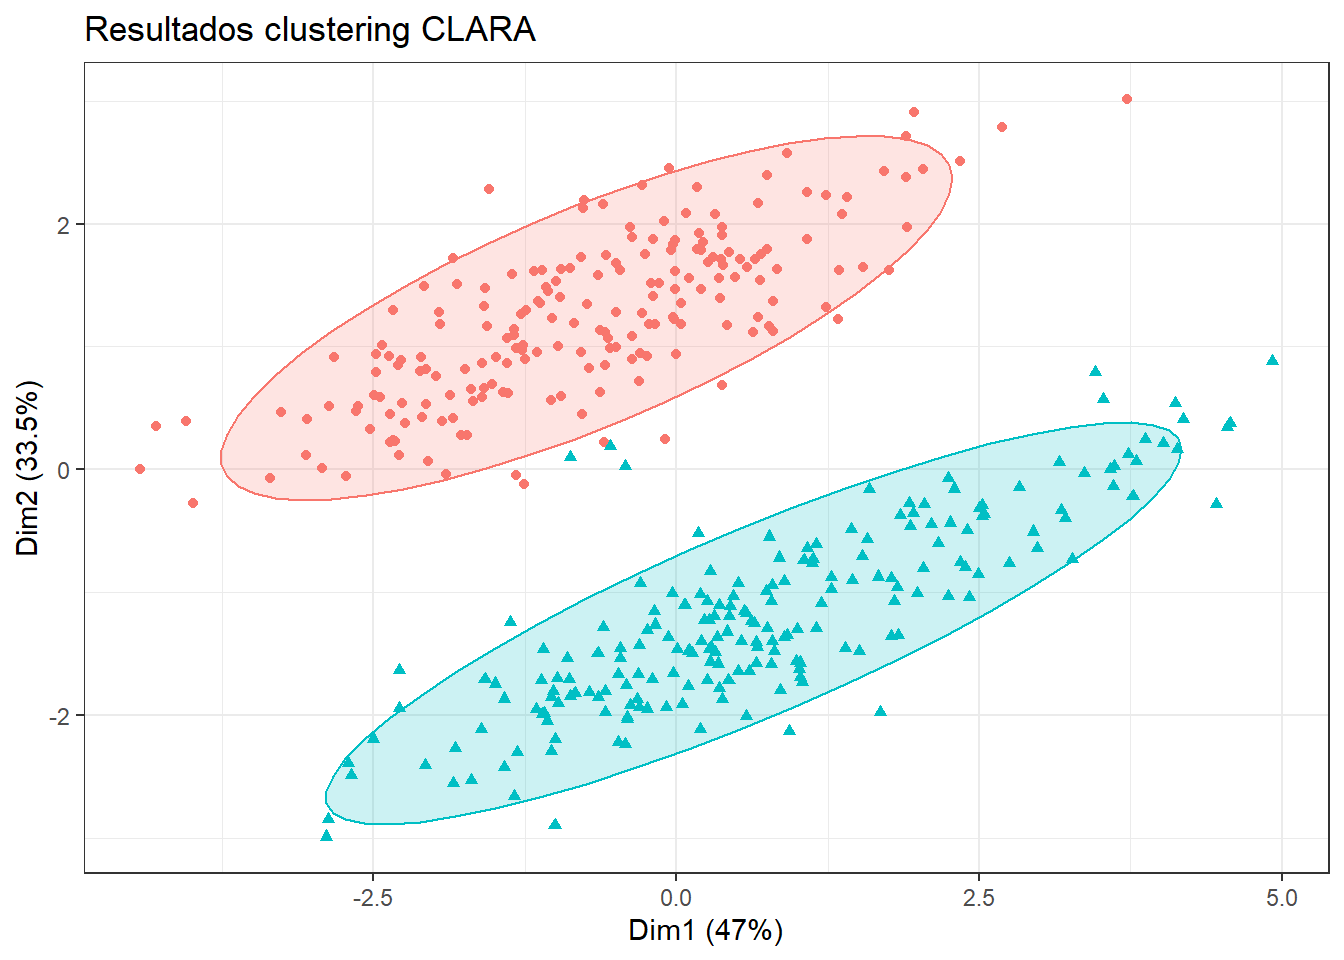 Resultados clustering CLARA
Dim2 (33.5%)
2
0
-2
-2.5
0.0
2.5
5.0
Dim1 (47%)